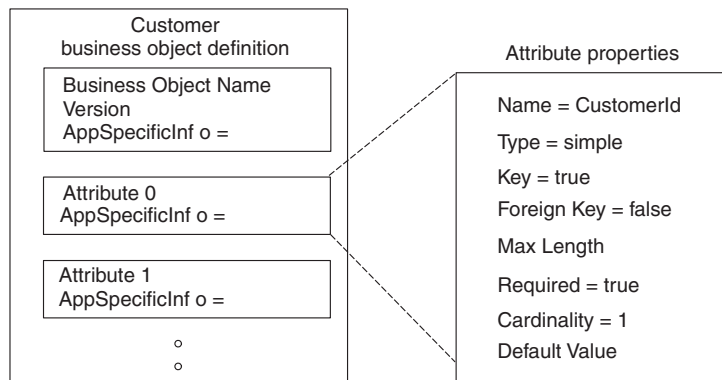 Customer
business object definition
Business Object Name
Version
AppSpecificInf o =
Attribute 0
AppSpecificInf o =
Attribute 1
AppSpecificInf o =
Attribute properties
Name = CustomerId
Type = simple
Key = true
Foreign Key = false
Max Length
Required = true
Cardinality = 1
Default Value